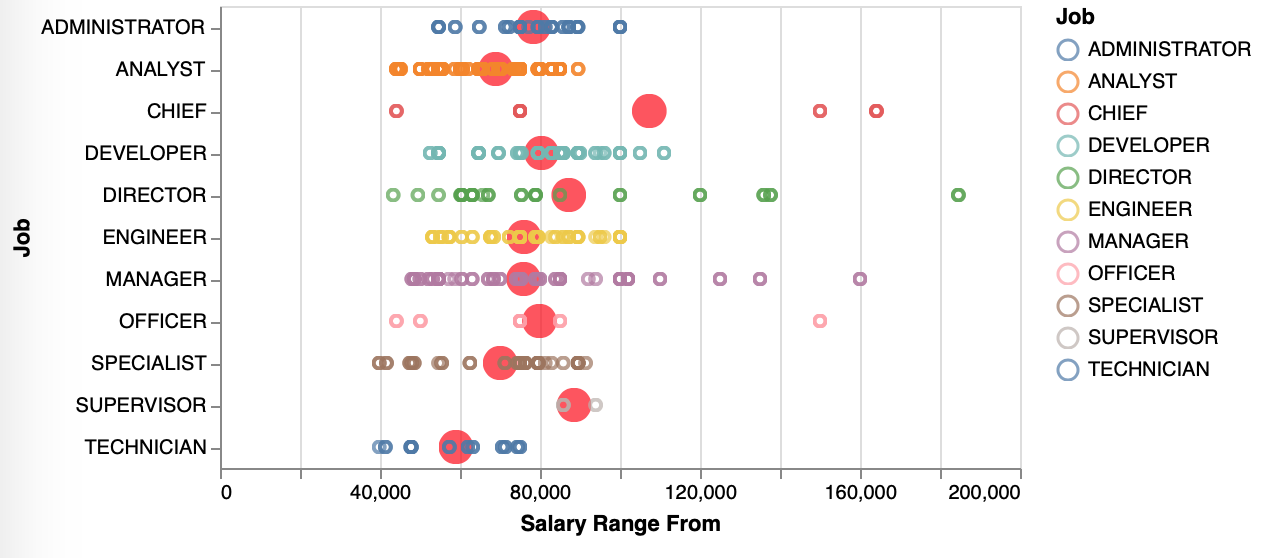 Job
ADMINISTRATOR
ANALYST
CHIEF
DEVELOPER
DIRECTOR
ENGINEER
MANAGER
OFFICER
SPECIALIST
SUPERVISOR
TECHNICIAN
0 40,000 80,000 120,000 160,000 200,000
Salary Range From
Job
ADMINISTRATOR
ANALYST
CHIEF
DEVELOPER
DIRECTOR
ENGINEER
MANAGER
OFFICER
SPECIALIST
SUPERVISOR
TECHNICIAN